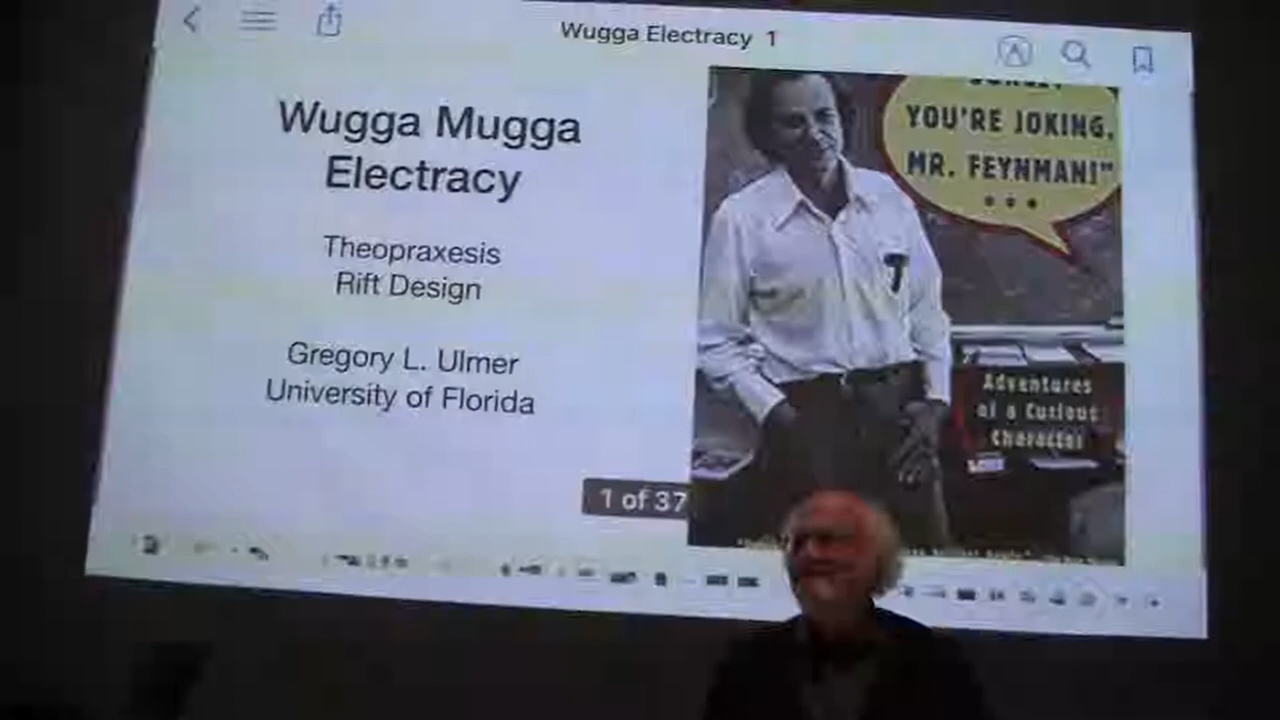 Wugga Electracy 1
Wugga Mugga
Electracy
Theopraxesis
Rift Design
Gregory L. Ulmer
University of Florida
1 of 37
YOU'RE JOKING,
MR. FEYNMAN!"
Adventures
of a Curious
Character